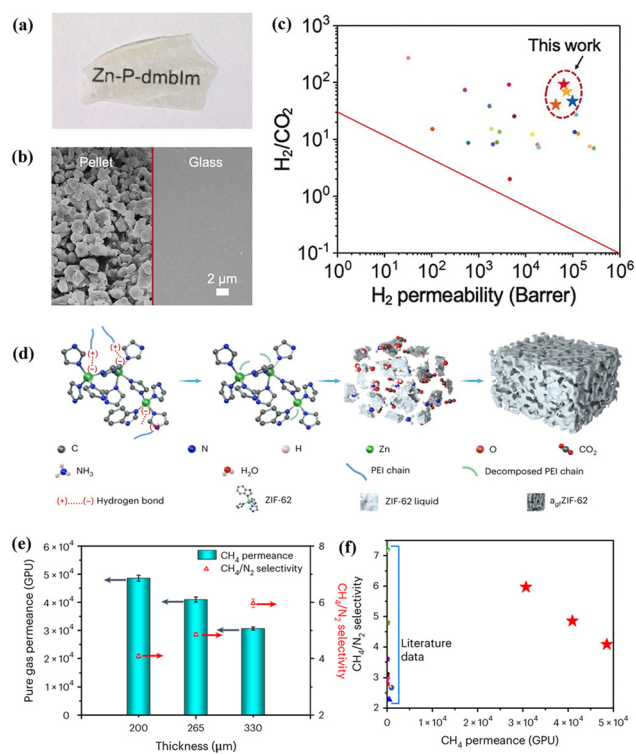 (a)
Zn-P-dmbIm
(b)
Pellet
Glass
2 μm
(c)
This work
H₂/CO₂
10³
10²
10¹
10⁰
10⁻¹
10⁰ 10¹ 10² 10³ 10⁴ 10⁵ 10⁶
H₂ permeability (Barrer)
(d)
(+) (+)
(−) (−)
(−)
C N H Zn O CO₂
NH₃ H₂O PEI chain Decomposed PEI chain
(+)......(−) Hydrogen bond ZIF-62 ZIF-62 liquid agfZIF-62
(e)
CH₄ permeance
CH₄/N₂ selectivity
Pure gas permeance (GPU)
6 × 10⁴
5 × 10⁴
4 × 10⁴
3 × 10⁴
2 × 10⁴
1 × 10⁴
0
8
6
4
2
CH₄/N₂ selectivity
200 265 330
Thickness (μm)
(f)
CH₄/N₂ selectivity
7
6
5
4
3
2
Literature
data
0 1 × 10⁴ 2 × 10⁴ 3 × 10⁴ 4 × 10⁴ 5 × 10⁴
CH₄ permeance (GPU)